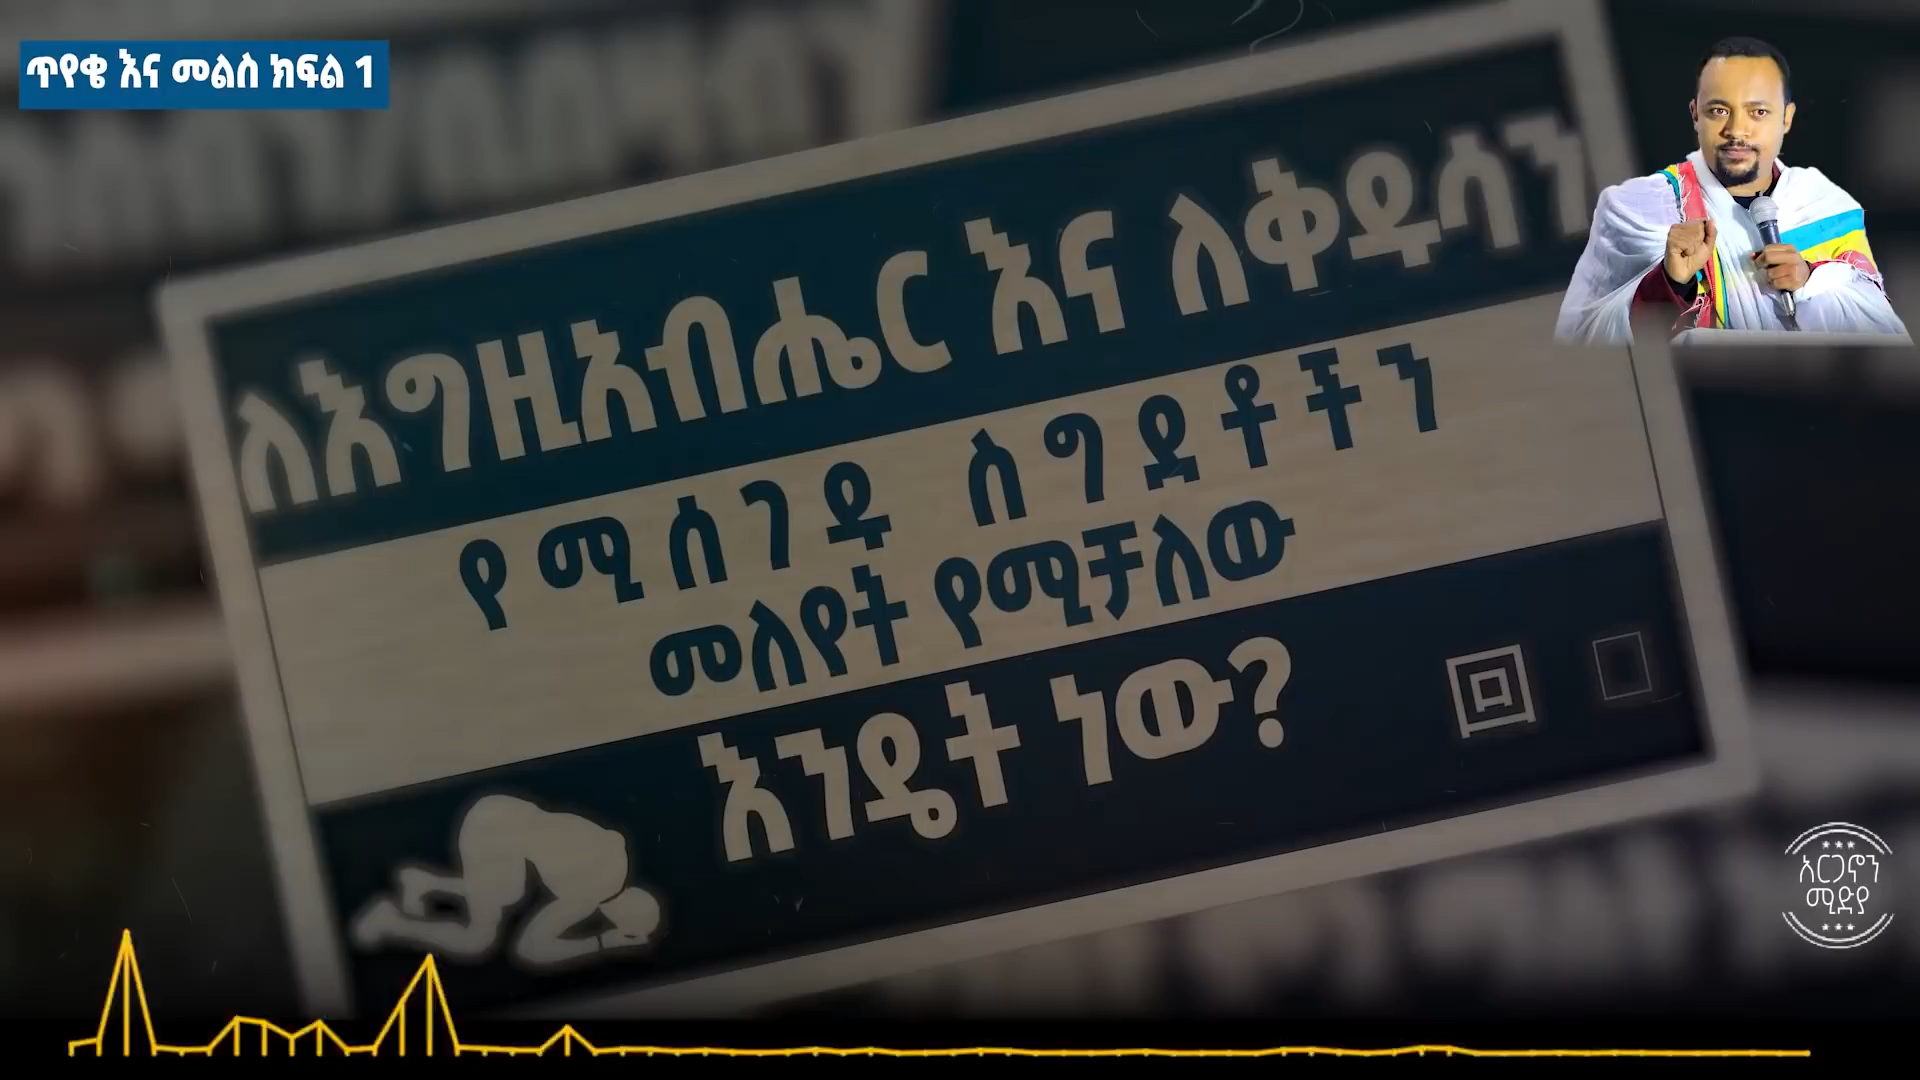 ጥየቄ እና መልስ ክፍል 1
ለእግዚአብሔር እና ለቅዱሳን
የሚሰገዱ ስግደቶችን
መለየት የሚቻለው
እንዴት ነው?
አርጋኖን
ሚድያ